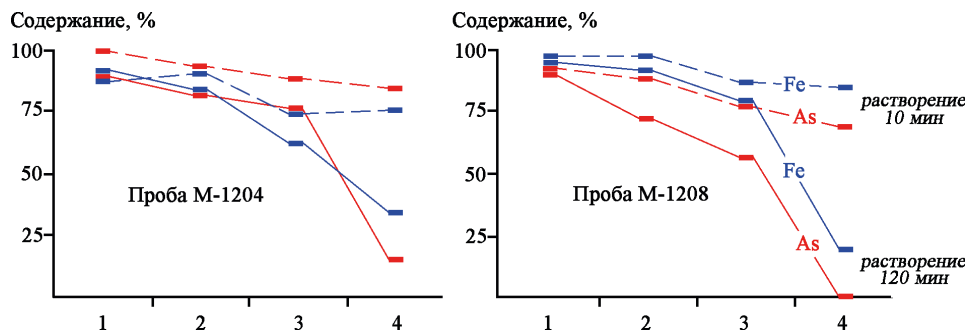 Содержание, %
100
75
50
25
Проба М-1204
1 2 3 4
Содержание, %
100
75
50
25
Fe
As
растворение
10 мин
Fe
Проба М-1208
As
растворение
120 мин
1 2 3 4